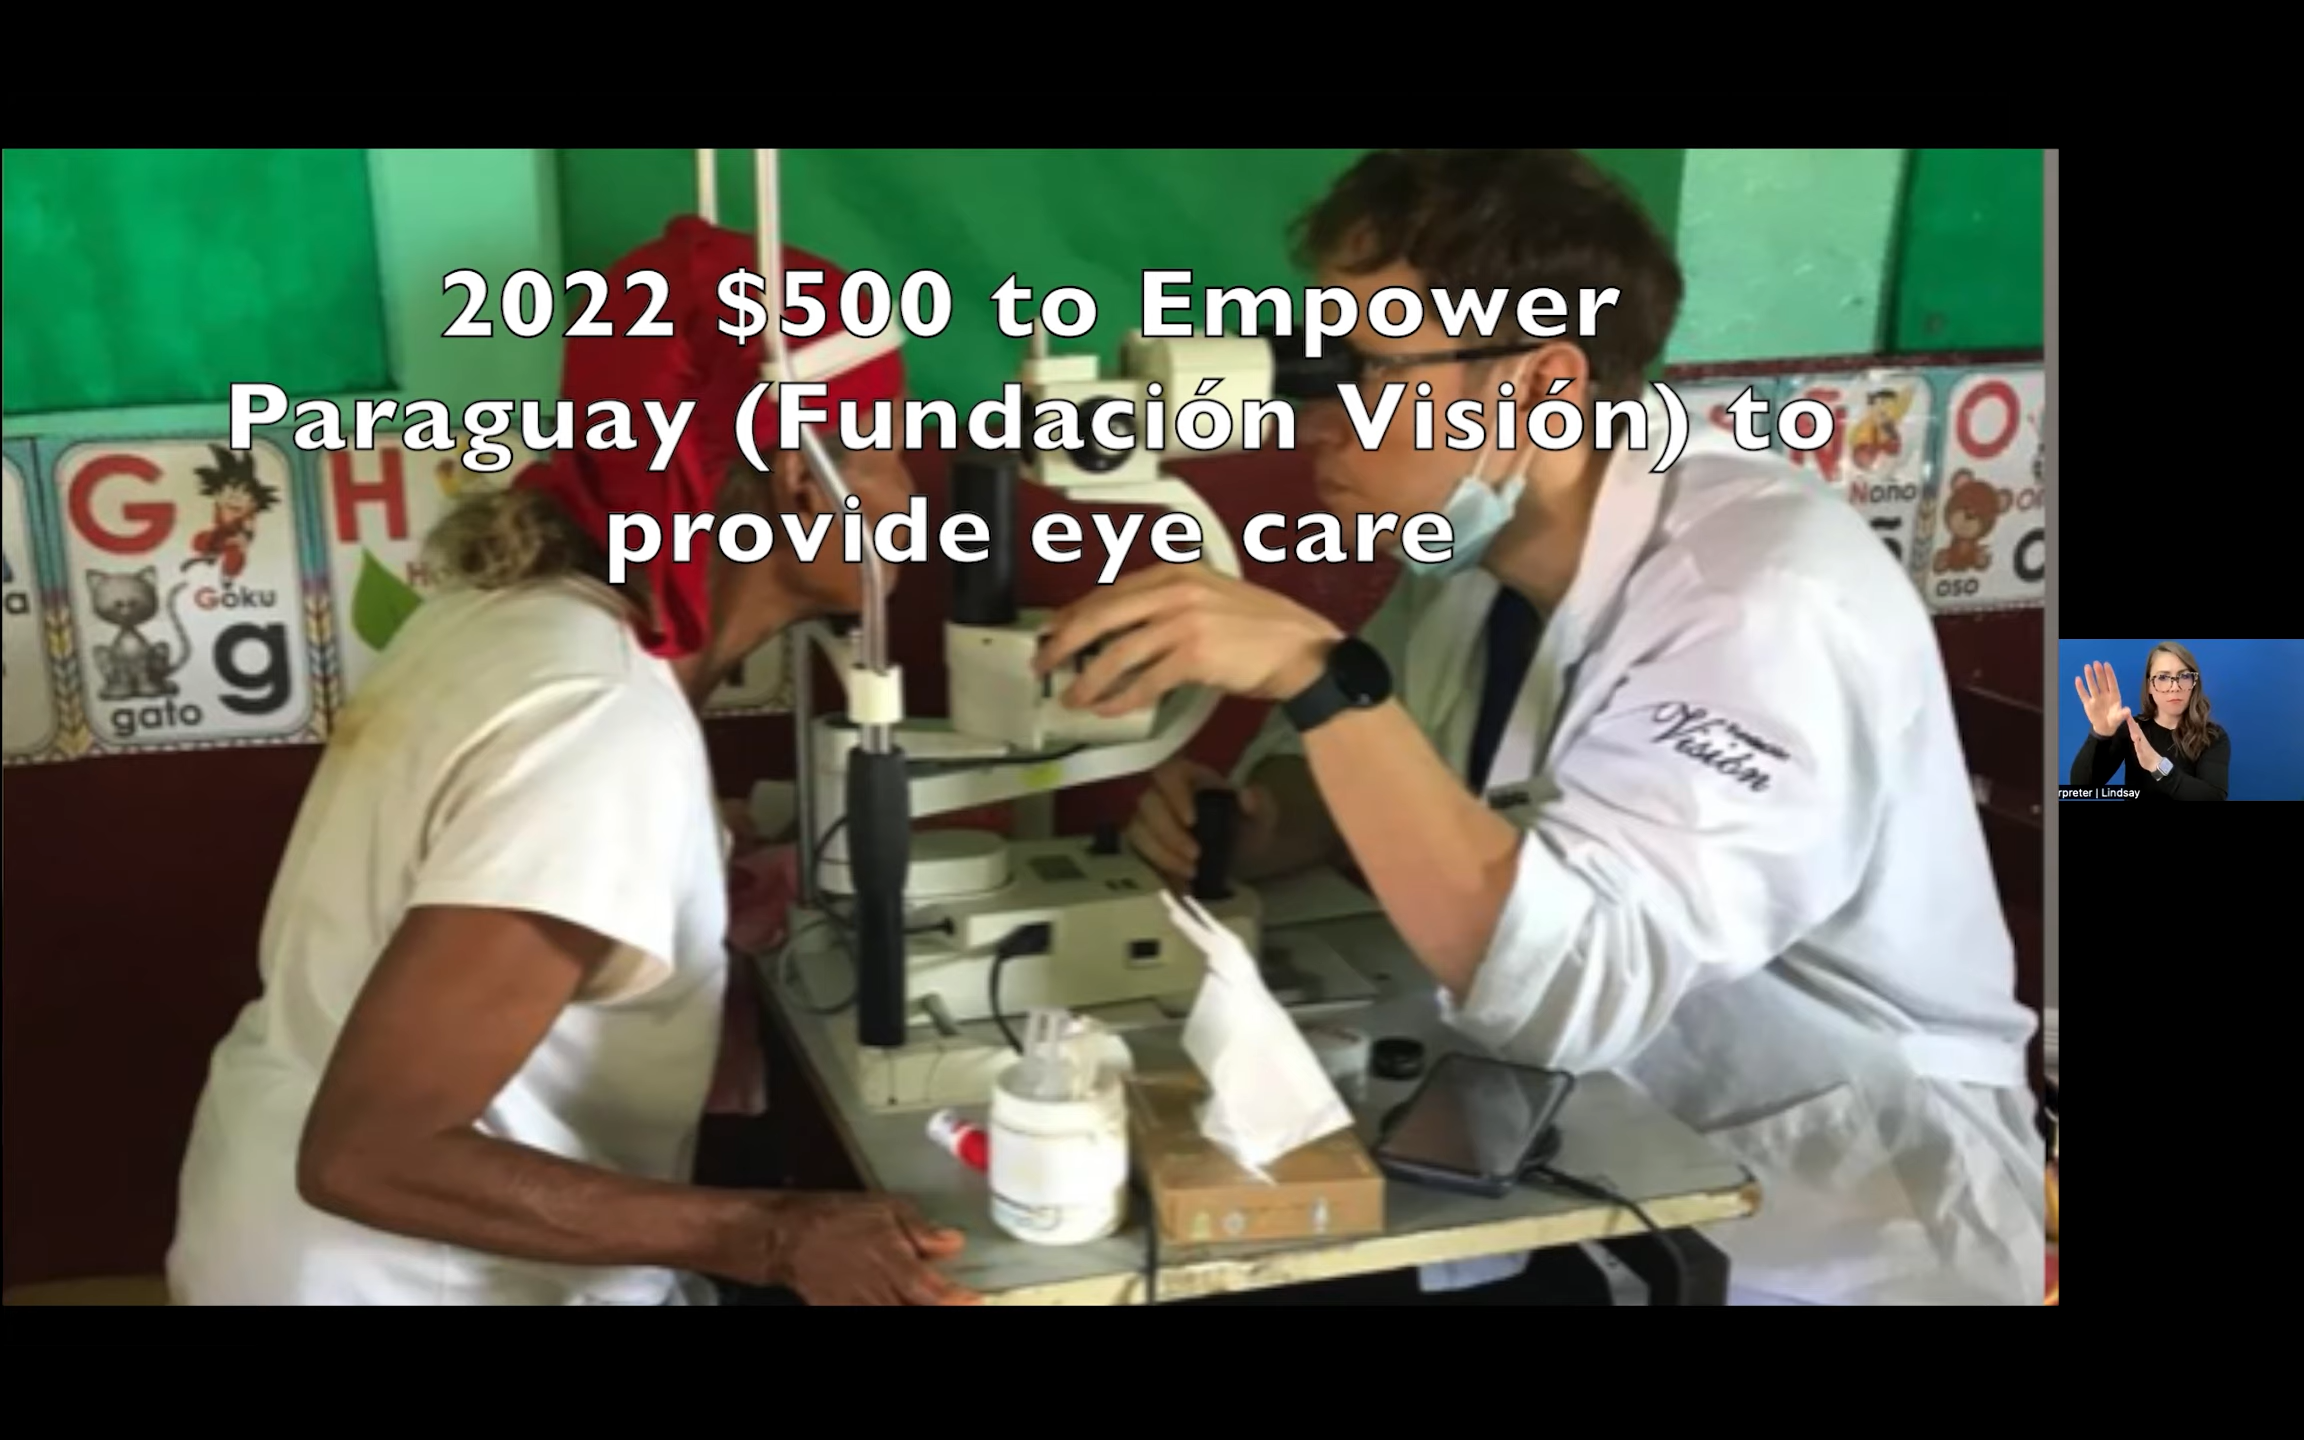 2022 $500 to Empower
Paraguay (Fundación Visión) to
provide eye care
G
Goku
g
gato
H
Ñ
Ñoño
O
oso
Visión
rpreter | Lindsay